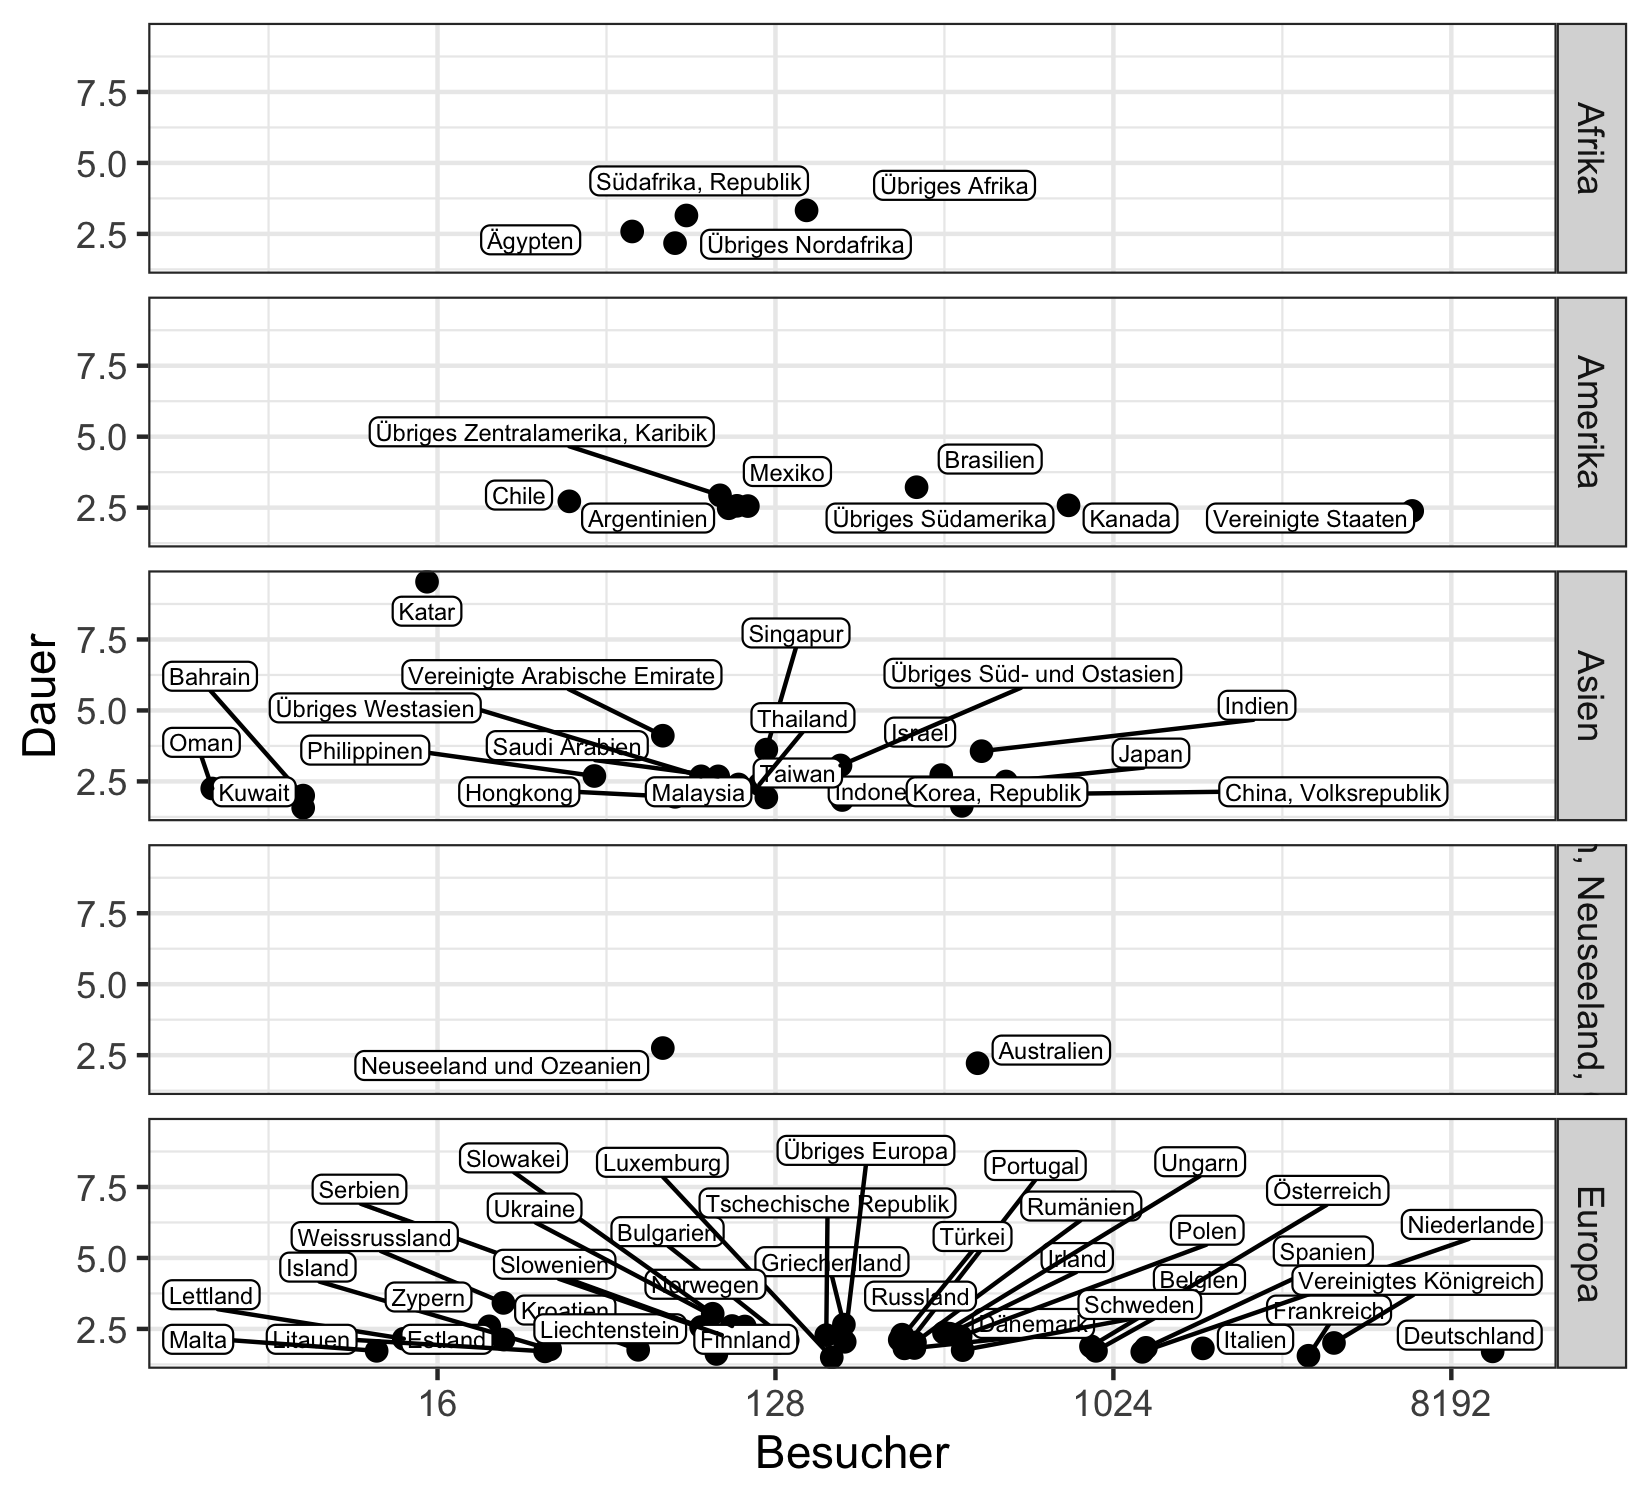 7.5
5.0
2.5
Südafrika, Republik
Übriges Afrika
Ägypten
Übriges Nordafrika
Afrika
7.5
5.0
2.5
Übriges Zentralamerika, Karibik
Brasilien
Mexiko
Chile
Argentinien
Übriges Südamerika
Kanada
Vereinigte Staaten
Amerika
Dauer
7.5
5.0
2.5
Katar
Singapur
Bahrain
Vereinigte Arabische Emirate
Übriges Süd- und Ostasien
Übriges Westasien
Indien
Thailand
Israel
Oman
Saudi Arabien
Philippinen
Japan
Taiwan
Kuwait
Hongkong
Malaysia
Indone
Korea, Republik
China, Volksrepublik
Asien
7.5
5.0
2.5
Neuseeland und Ozeanien
Australien
, Neuseeland,
7.5
5.0
2.5
Übriges Europa
Slowakei
Luxemburg
Portugal
Ungarn
Serbien
Österreich
Tschechische Republik
Ukraine
Rumänien
Niederlande
Bulgarien
Polen
Weissrussland
Türkei
Spanien
Island
Slowenien
Griechenland
Irland
Norwegen
Belgien
Vereinigtes Königreich
Lettland
Zypern
Russland
Schweden
Kroatien
Frankreich
Dänemark
Liechtenstein
Malta
Litauen
Estland
Finnland
Italien
Deutschland
Europa
16
128
1024
8192
Besucher